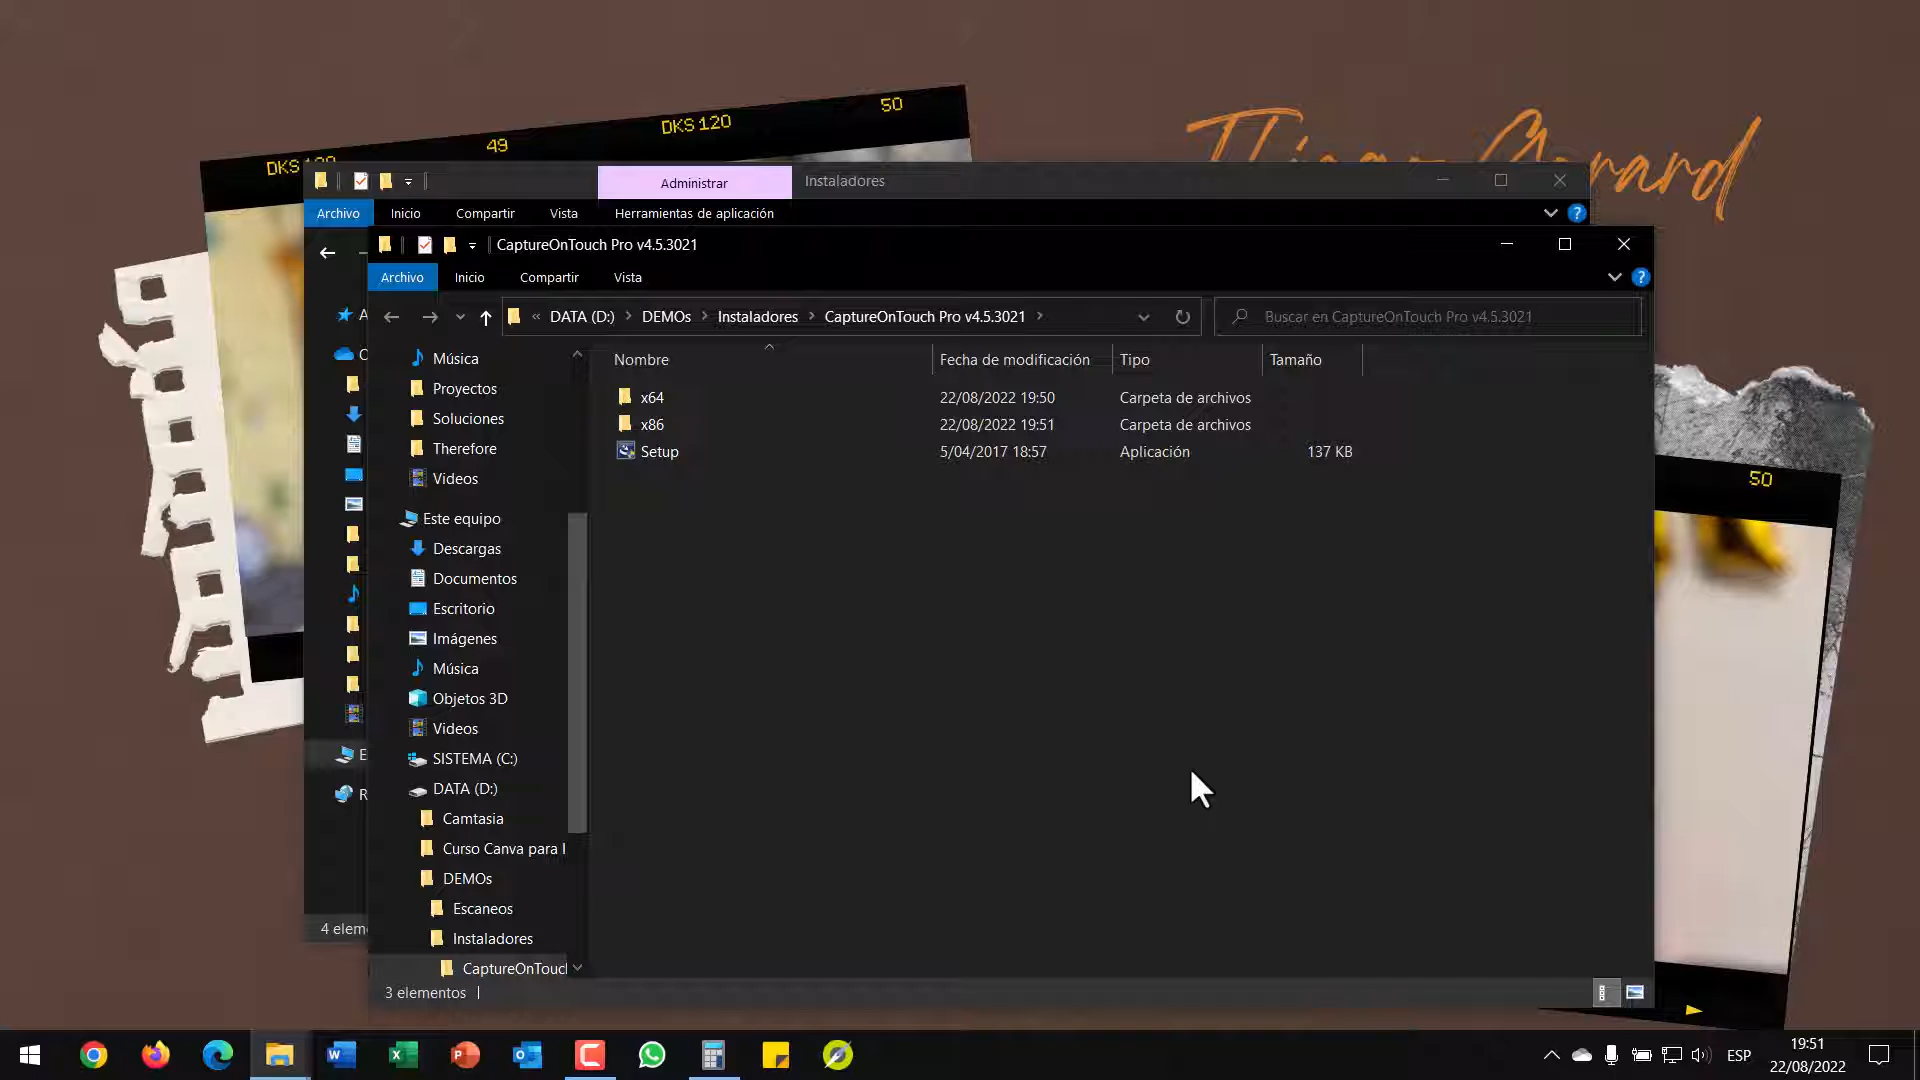 50
DKS 120
49
Administrar
Instaladores
Archivo
Inicio
Compartir
Vista
Herramientas de aplicación
CaptureOnTouch Pro v4.5.3021
Archivo
Inicio
Compartir
Vista
« DATA (D:) > DEMOs > Instaladores > CaptureOnTouch Pro v4.5.3021 >
Buscar en CaptureOnTouch Pro v4.5.3021
Nombre Fecha de modificación Tipo Tamaño
x64 22/08/2022 19:50 Carpeta de archivos
x86 22/08/2022 19:51 Carpeta de archivos
Setup 5/04/2017 18:57 Aplicación 137 KB
Música
Proyectos
Soluciones
Therefore
Videos
Este equipo
Descargas
Documentos
Escritorio
Imágenes
Música
Objetos 3D
Videos
SISTEMA (C:)
DATA (D:)
Camtasia
Curso Canva para I
DEMOs
Escaneos
Instaladores
CaptureOnTouch
3 elementos
4 elem
50
ESP
19:51
22/08/2022